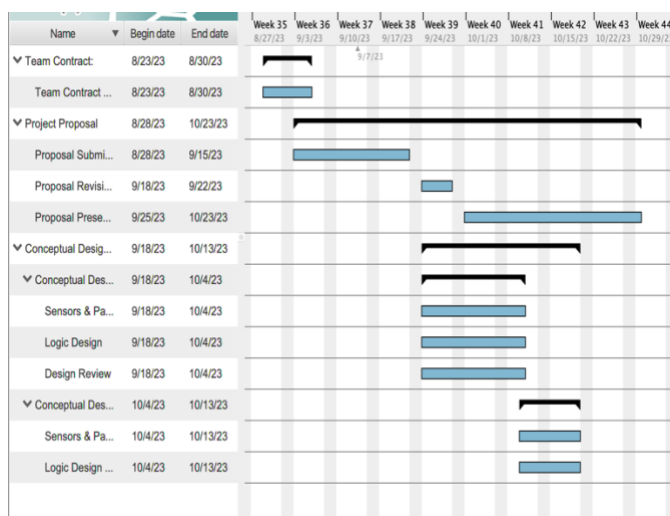 Week 35 Week 36 Week 37 Week 38 Week 39 Week 40 Week 41 Week 42 Week 43 Week 44
Name Begin date End date 8/27/23 9/3/23 9/10/23 9/17/23 9/24/23 10/1/23 10/8/23 10/15/23 10/22/23 10/29/2
9/7/23
Team Contract: 8/23/23 8/30/23
Team Contract ... 8/23/23 8/30/23
Project Proposal 8/28/23 10/23/23
Proposal Submi... 8/28/23 9/15/23
Proposal Revisi... 9/18/23 9/22/23
Proposal Prese... 9/25/23 10/23/23
Conceptual Desig... 9/18/23 10/13/23
Conceptual Des... 9/18/23 10/4/23
Sensors & Pa... 9/18/23 10/4/23
Logic Design 9/18/23 10/4/23
Design Review 9/18/23 10/4/23
Conceptual Des... 10/4/23 10/13/23
Sensors & Pa... 10/4/23 10/13/23
Logic Design ... 10/4/23 10/13/23